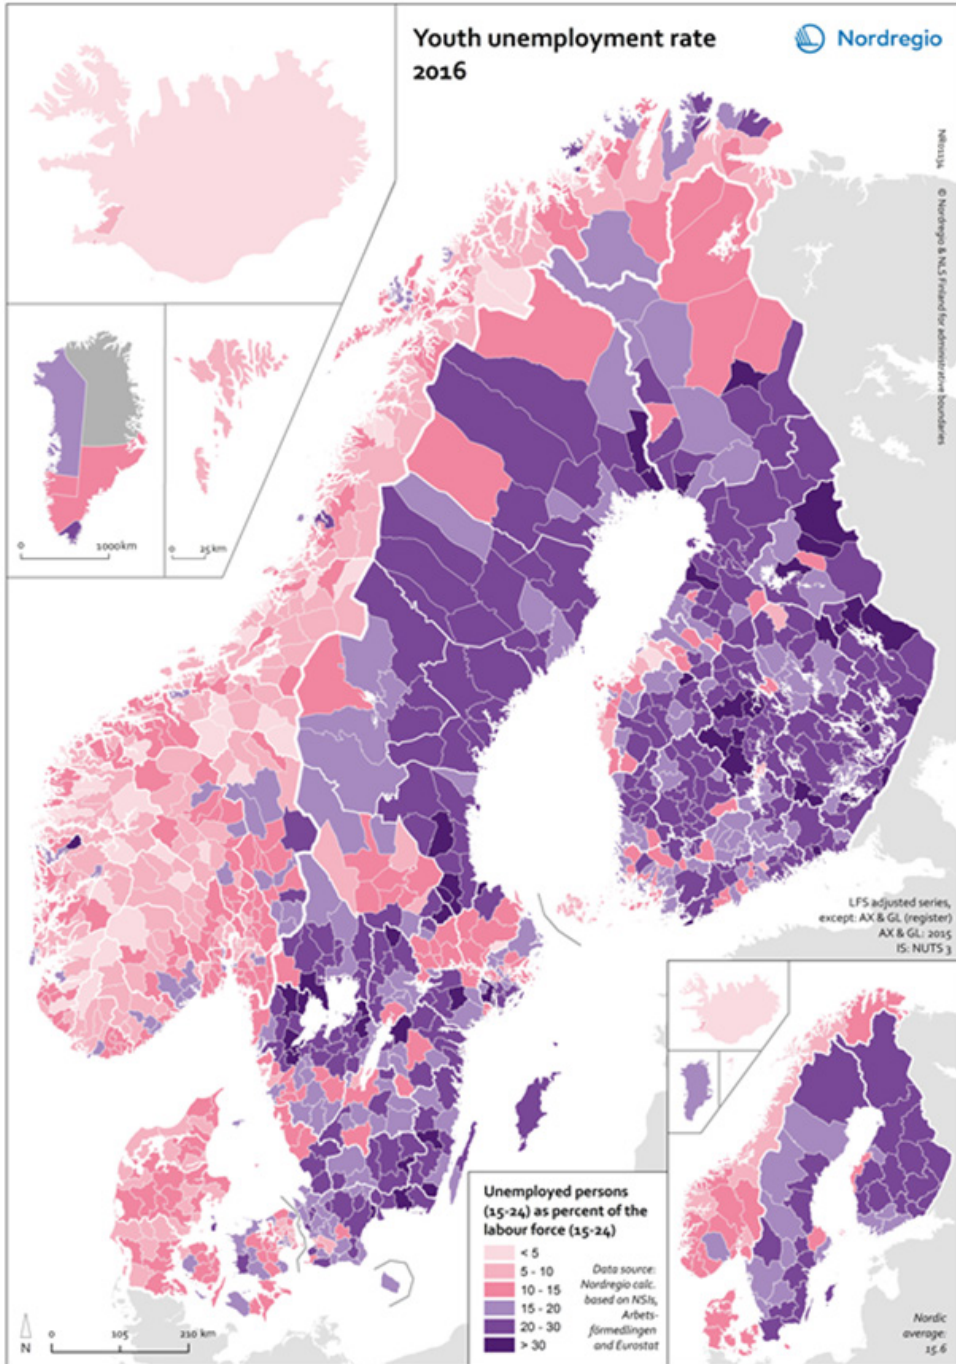 Youth unemployment rate
2016
Nordregio
NR01134 © Nordregio & NLS Finland for administrative boundaries
0 1000 km
0 25 km
LFS adjusted series,
except: AX & GL (register)
AX & GL: 2015
IS: NUTS 3
Unemployed persons
(15-24) as percent of the
labour force (15-24)
< 5
5 - 10
10 - 15
15 - 20
20 - 30
> 30
Data source:
Nordregio calc.
based on NSIs,
Arbets-
förmedlingen
and Eurostat
Nordic
average:
15.6
N
0 105 210 km